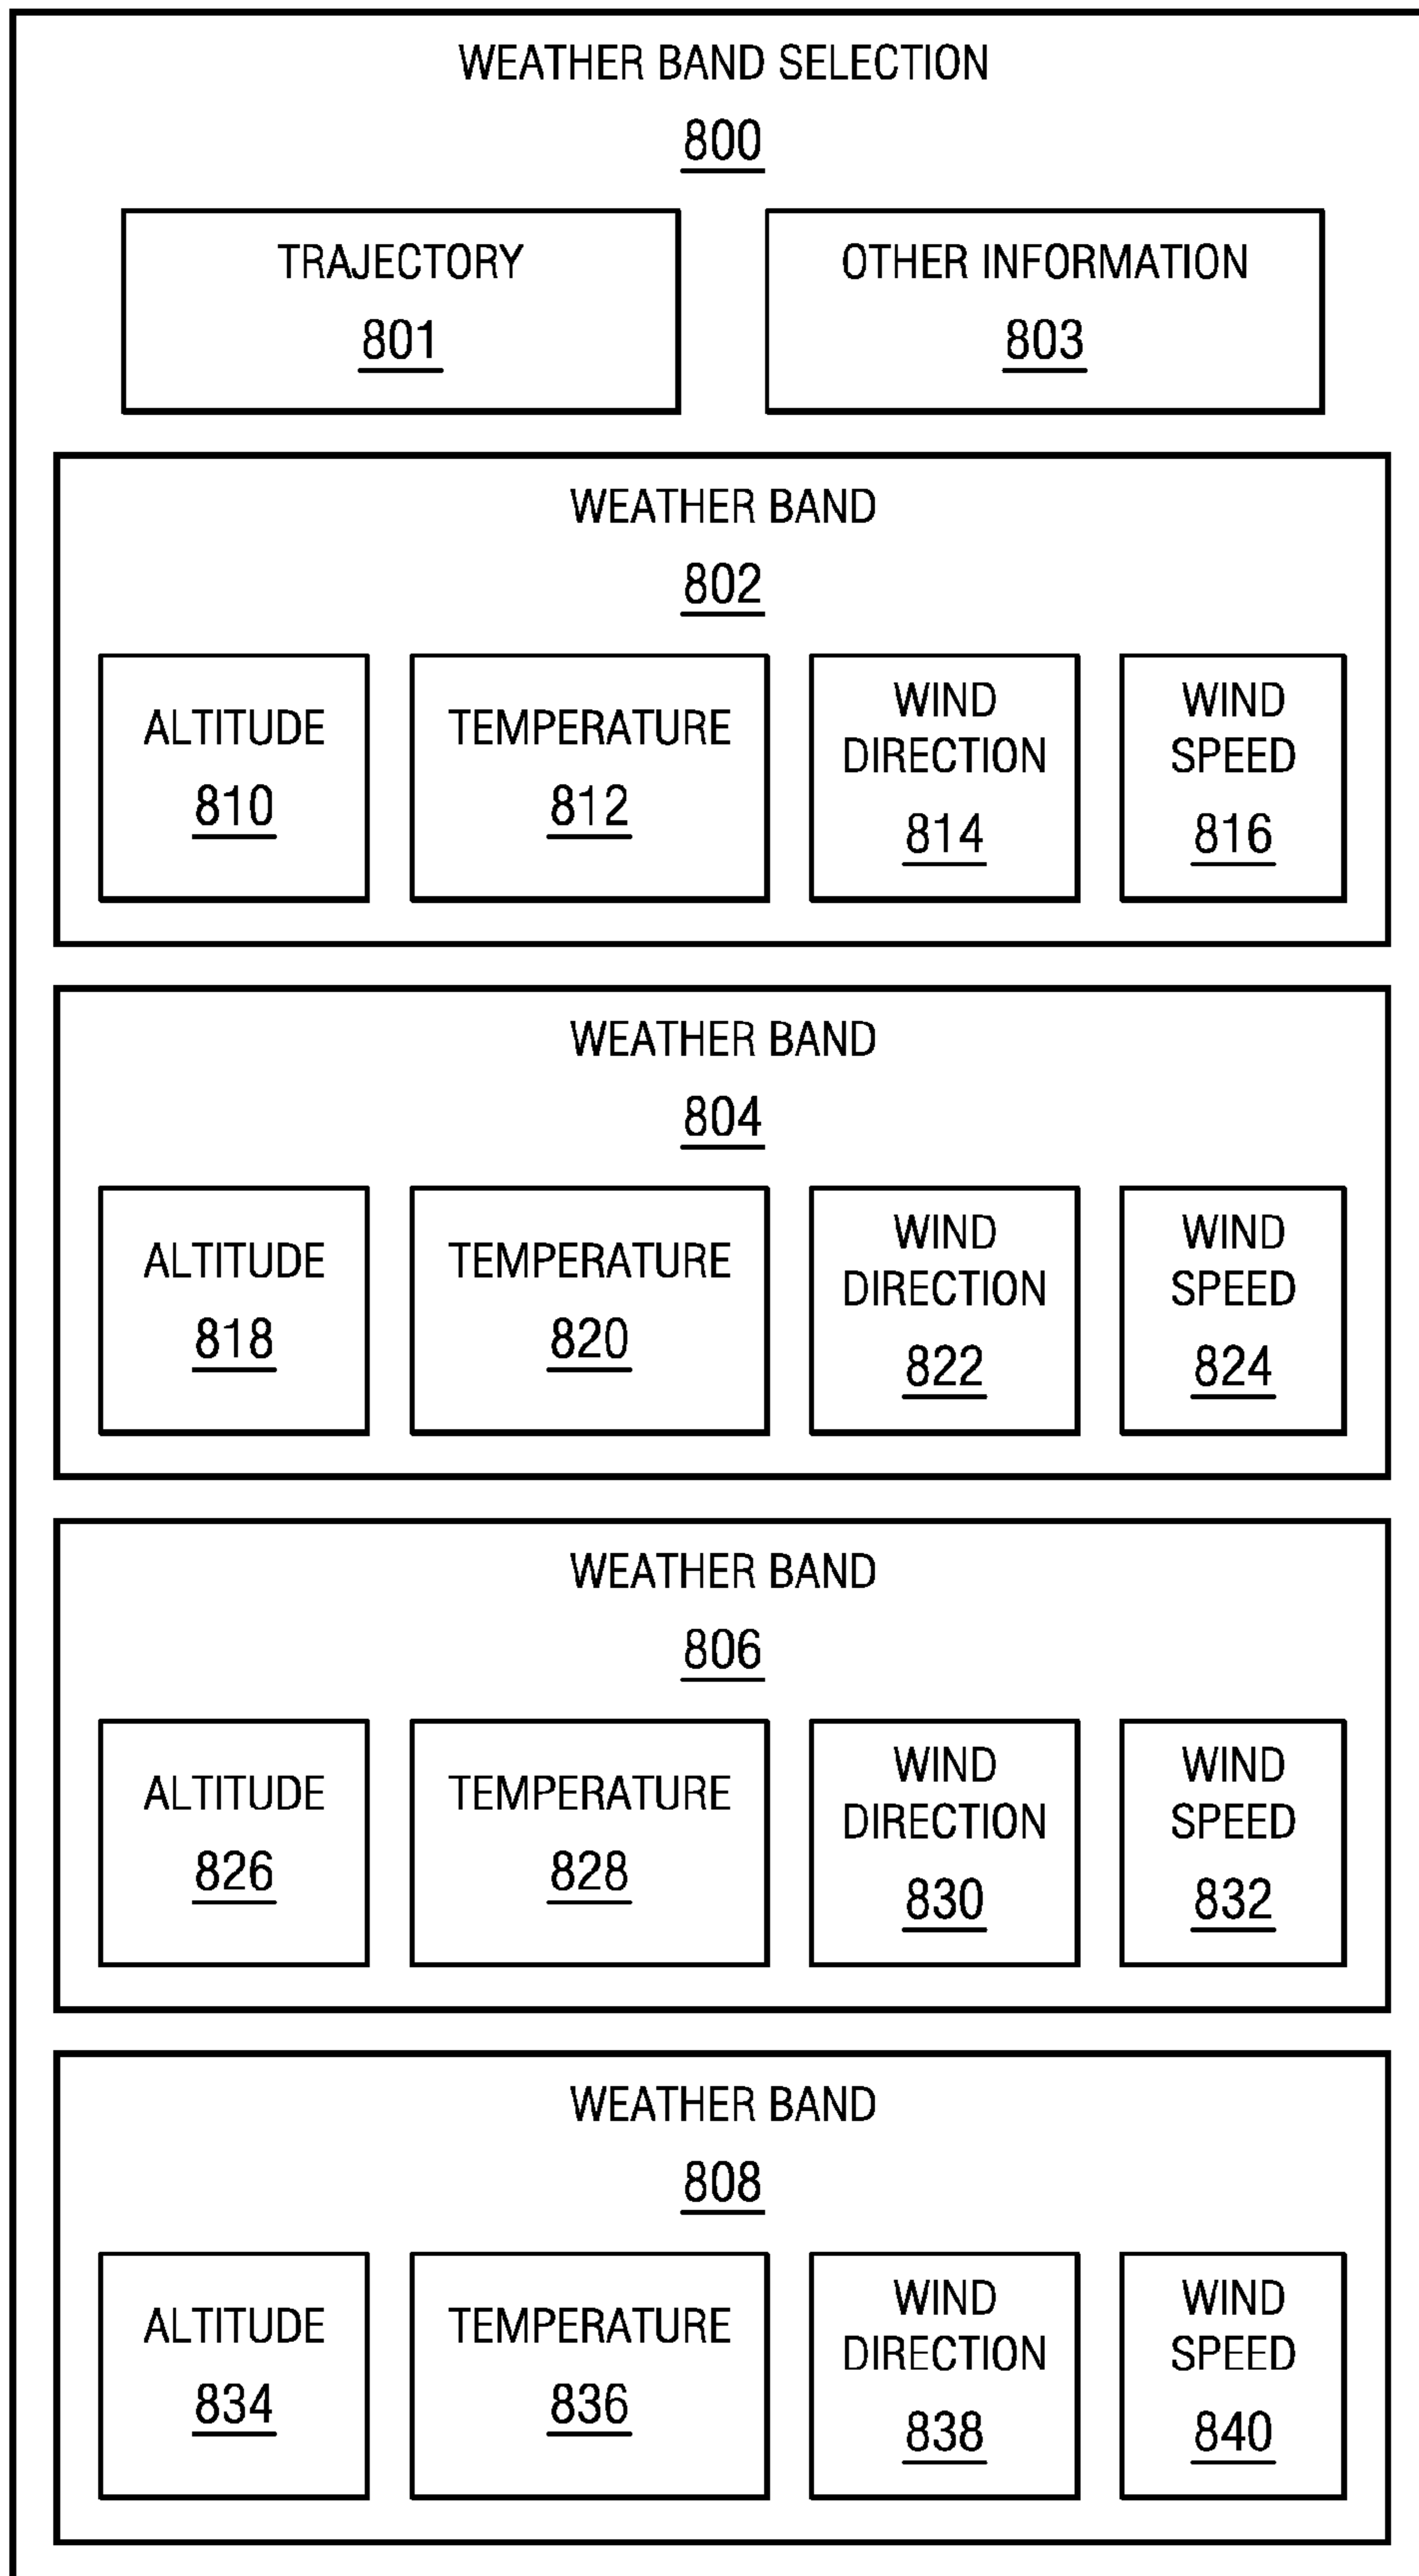 WEATHER BAND SELECTION
800
TRAJECTORY
801
OTHER INFORMATION
803
WEATHER BAND
802
ALTITUDE
810
TEMPERATURE
812
WIND
DIRECTION
814
WIND
SPEED
816
WEATHER BAND
804
ALTITUDE
818
TEMPERATURE
820
WIND
DIRECTION
822
WIND
SPEED
824
WEATHER BAND
806
ALTITUDE
826
TEMPERATURE
828
WIND
DIRECTION
830
WIND
SPEED
832
WEATHER BAND
808
ALTITUDE
834
TEMPERATURE
836
WIND
DIRECTION
838
WIND
SPEED
840